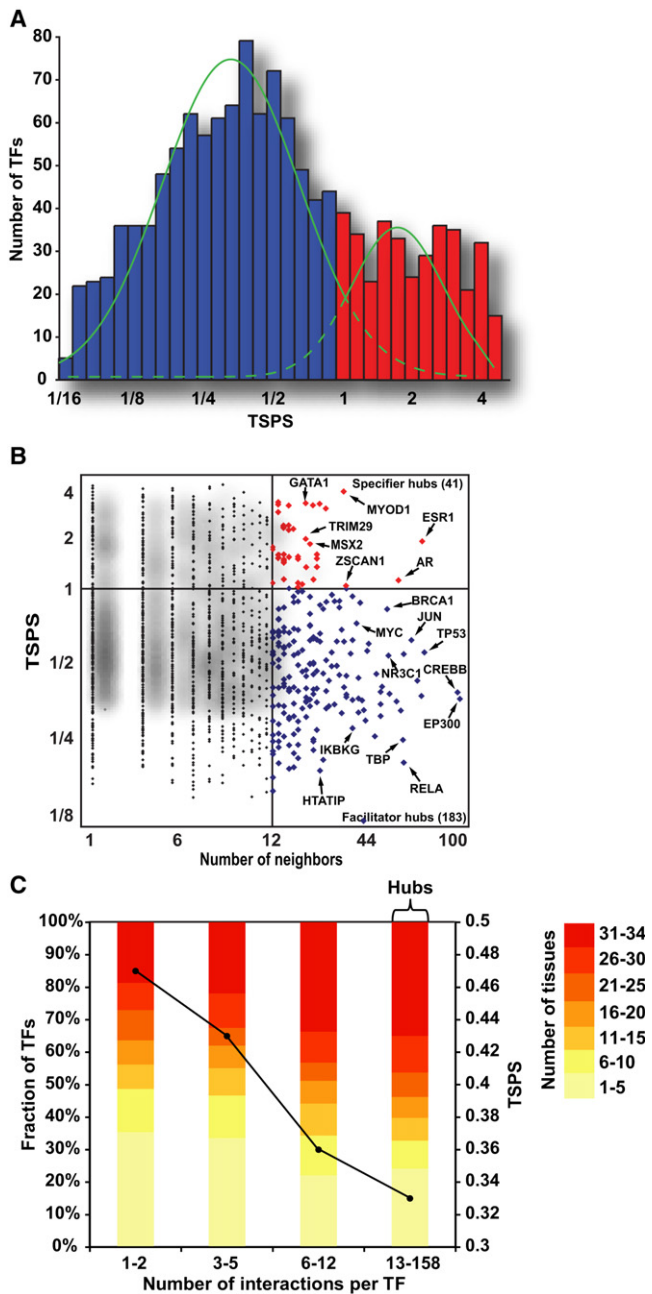 A
80
70
60
50
40
30
20
10
0
Number of TFs
1/16 1/8 1/4 1/2 1 2 4
TSPS
B
4
2
1
1/2
1/4
1/8
TSPS
GATA1
Specifier hubs (41)
MYOD1
TRIM29
ESR1
MSX2
ZSCAN1
AR
BRCA1
JUN
MYC
TP53
NR3C1
CREBB
EP300
IKBKG
TBP
RELA
HTATIP
Facilitator hubs (183)
1 6 12 44 100
Number of neighbors
C
Hubs
100%
90%
80%
70%
60%
50%
40%
30%
20%
10%
0%
Fraction of TFs
0.5
0.48
0.46
0.44
0.42
0.4
0.38
0.36
0.34
0.32
0.3
TSPS
1-2 3-5 6-12 13-158
Number of interactions per TF
Number of tissues
31-34
26-30
21-25
16-20
11-15
6-10
1-5